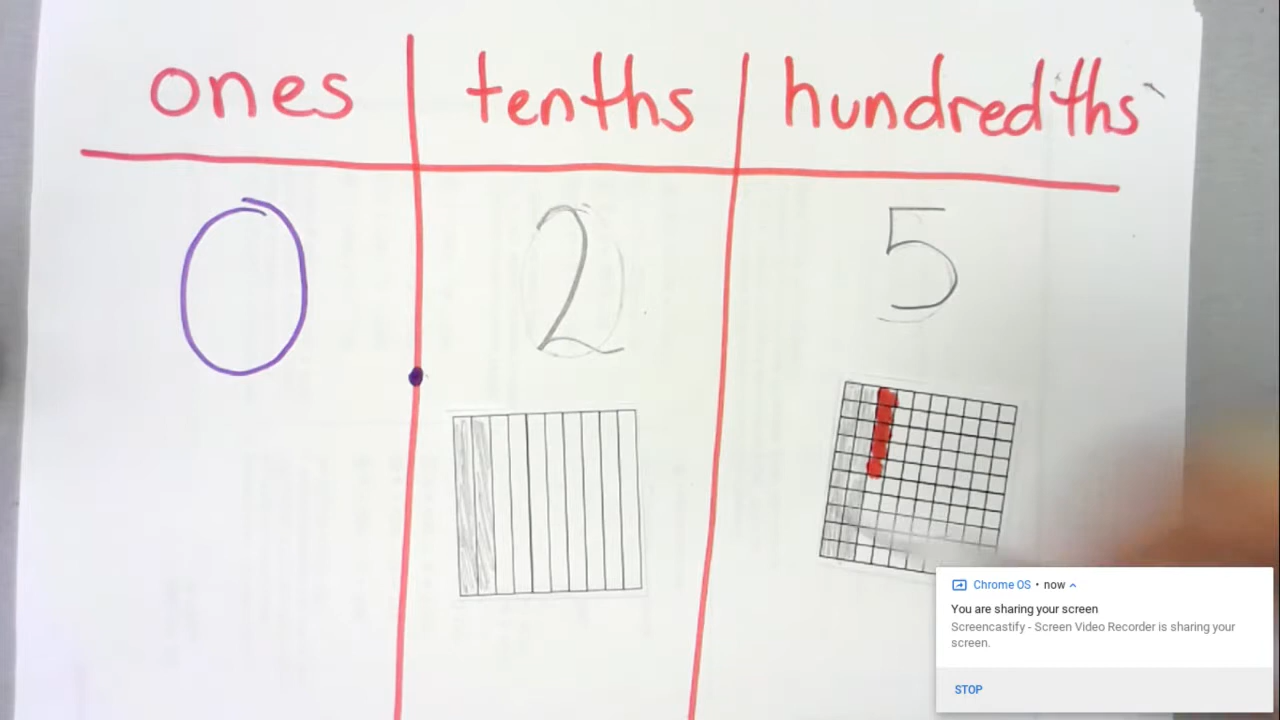 ones tenths hundredths
0 2 5
Chrome OS • now
You are sharing your screen
Screencastify - Screen Video Recorder is sharing your
screen.
STOP